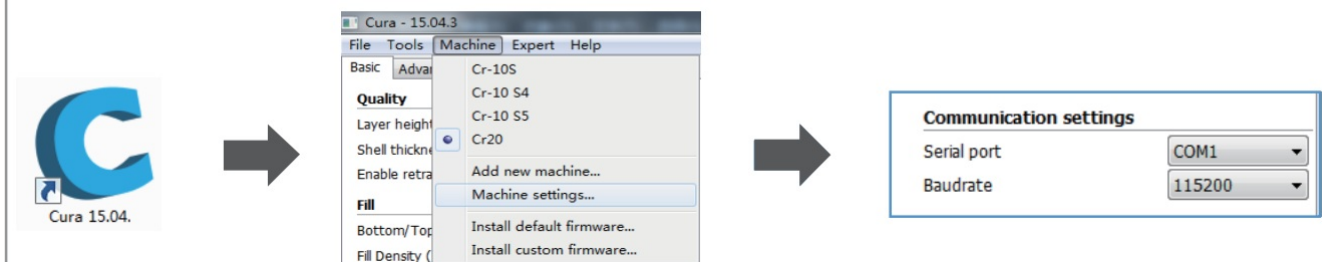 Cura 15.04.
Cura - 15.04.3
File Tools Machine Expert Help
Basic Advan
Cr-10S
Quality
Cr-10 S4
Layer height
Cr-10 S5
Shell thickne
Cr20
Enable retra
Add new machine...
Fill
Machine settings...
Bottom/Top
Install default firmware...
Fill Density (
Install custom firmware...
Communication settings
Serial port COM1
Baudrate 115200